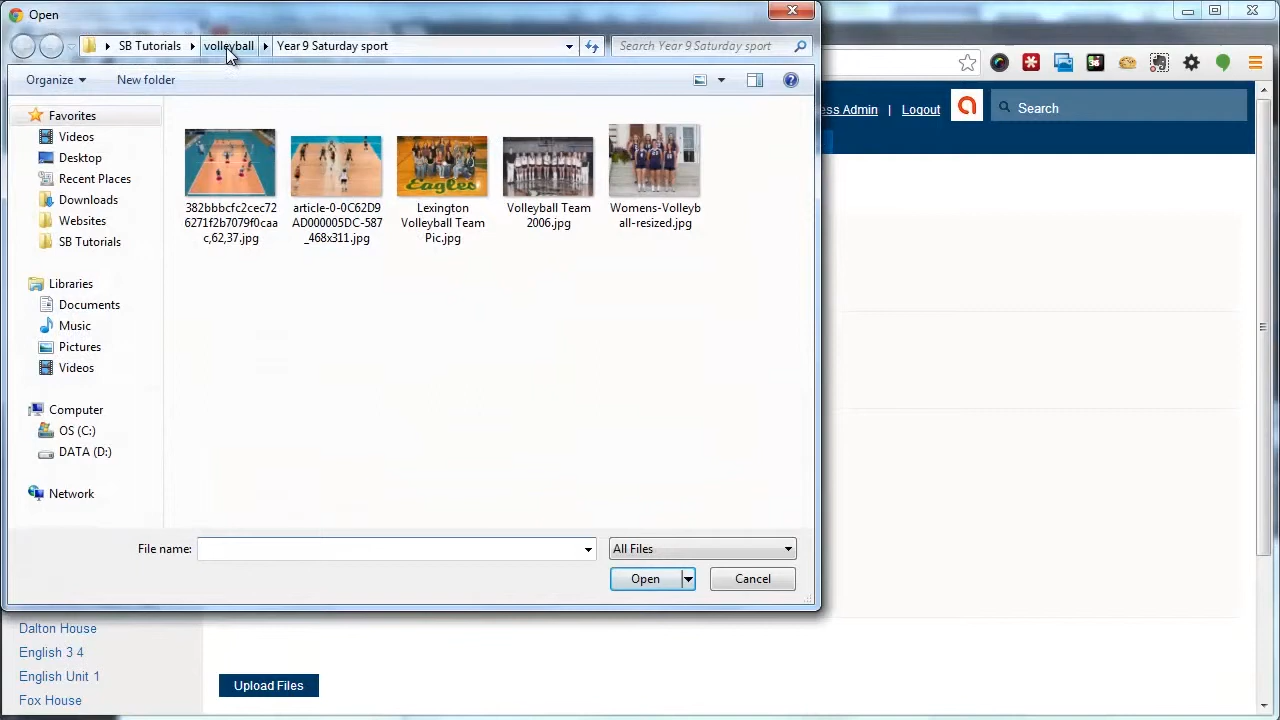 Open
SB Tutorials volleyball Year 9 Saturday sport
Search Year 9 Saturday sport
Organize New folder
Favorites
Videos
Desktop
Recent Places
Downloads
Websites
SB Tutorials
Libraries
Documents
Music
Pictures
Videos
Computer
OS (C:)
DATA (D:)
Network
382bbbcfc2cec72
6271f2b7079f0caa
c,62,37.jpg
article-0-0C62D9
AD000005DC-587
_468x311.jpg
Eagles
Lexington
Volleyball Team
Pic.jpg
Volleyball Team
2006.jpg
Womens-Volleyb
all-resized.jpg
File name:
All Files
Open Cancel
ess Admin | Logout
Search
36
Dalton House
English 3 4
English Unit 1
Fox House
Upload Files